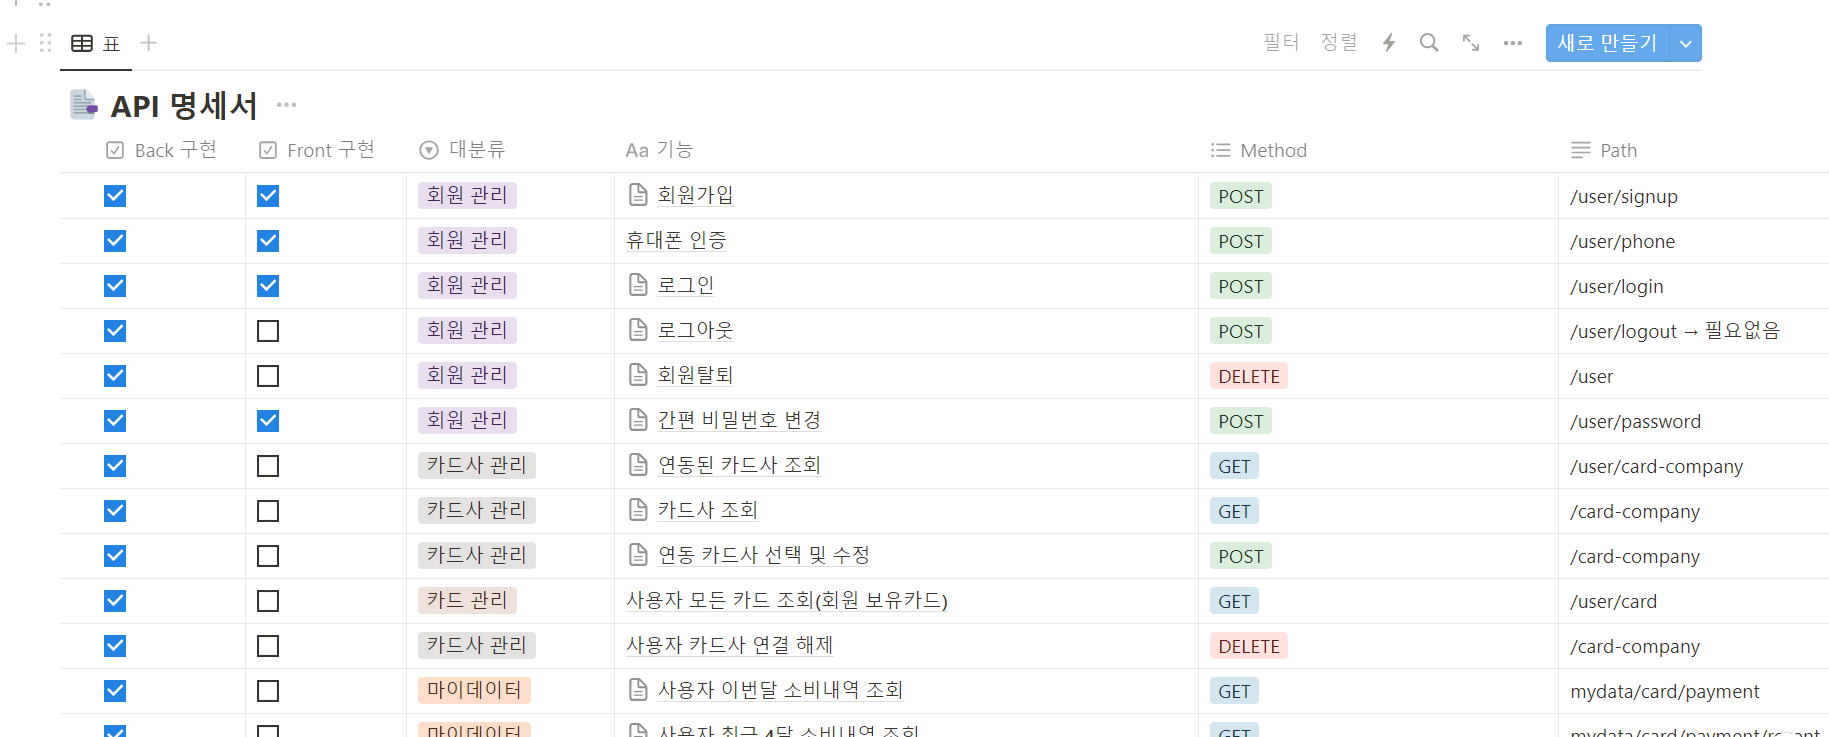 표 필터 정렬 새로 만들기
API 명세서
Back 구현 Front 구현 대분류 Aa 기능 Method Path
회원 관리 회원가입 POST /user/signup
회원 관리 휴대폰 인증 POST /user/phone
회원 관리 로그인 POST /user/login
회원 관리 로그아웃 POST /user/logout → 필요없음
회원 관리 회원탈퇴 DELETE /user
회원 관리 간편 비밀번호 변경 POST /user/password
카드사 관리 연동된 카드사 조회 GET /user/card-company
카드사 관리 카드사 조회 GET /card-company
카드사 관리 연동 카드사 선택 및 수정 POST /card-company
카드 관리 사용자 모든 카드 조회(회원 보유카드) GET /user/card
카드사 관리 사용자 카드사 연결 해제 DELETE /card-company
마이데이터 사용자 이번달 소비내역 조회 GET mydata/card/payment
마이데이터 사용자 최근 4달 소비내역 조회 GET mydata/card/payment/recent